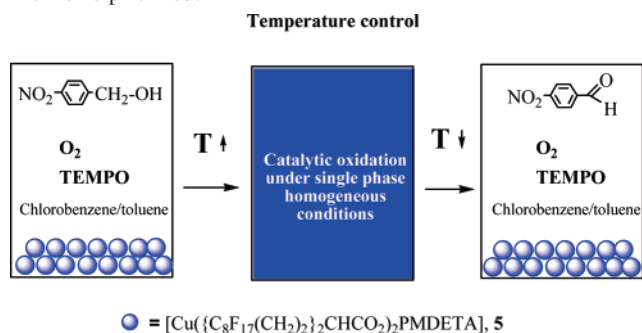 Temperature control
NO2 CH2-OH
O2
TEMPO
Chlorobenzene/toluene
T
Catalytic oxidation
under single phase
homogeneous
conditions
T
O
NO2
H
O2
TEMPO
Chlorobenzene/toluene
= [Cu({C8F17(CH2)2}2CHCO2)2PMDETA], 5